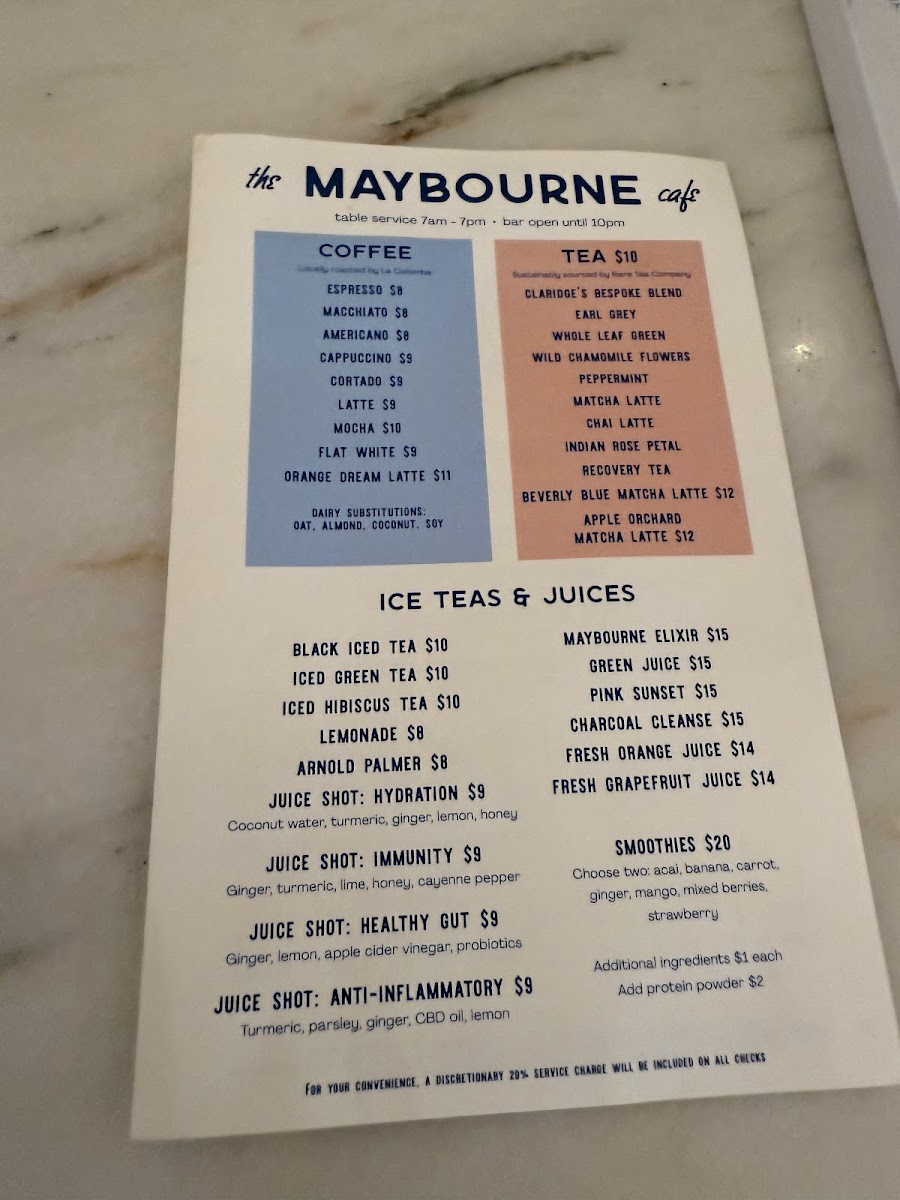 the MAYBOURNE cafe
table service 7am - 7pm • bar open until 10pm
COFFEE
Locally roasted by La Colombe
ESPRESSO $8
MACCHIATO $8
AMERICANO $8
CAPPUCCINO $9
CORTADO $9
LATTE $9
MOCHA $10
FLAT WHITE $9
ORANGE DREAM LATTE $11
DAIRY SUBSTITUTIONS:
OAT, ALMOND, COCONUT, SOY
TEA $10
Sustainably sourced by Rare Tea Company
CLARIDGE'S BESPOKE BLEND
EARL GREY
WHOLE LEAF GREEN
WILD CHAMOMILE FLOWERS
PEPPERMINT
MATCHA LATTE
CHAI LATTE
INDIAN ROSE PETAL
RECOVERY TEA
BEVERLY BLUE MATCHA LATTE $12
APPLE ORCHARD
MATCHA LATTE $12
ICE TEAS & JUICES
BLACK ICED TEA $10
ICED GREEN TEA $10
ICED HIBISCUS TEA $10
LEMONADE $8
ARNOLD PALMER $8
JUICE SHOT: HYDRATION $9
Coconut water, turmeric, ginger, lemon, honey
JUICE SHOT: IMMUNITY $9
Ginger, turmeric, lime, honey, cayenne pepper
JUICE SHOT: HEALTHY GUT $9
Ginger, lemon, apple cider vinegar, probiotics
JUICE SHOT: ANTI-INFLAMMATORY $9
Turmeric, parsley, ginger, CBD oil, lemon
MAYBOURNE ELIXIR $15
GREEN JUICE $15
PINK SUNSET $15
CHARCOAL CLEANSE $15
FRESH ORANGE JUICE $14
FRESH GRAPEFRUIT JUICE $14
SMOOTHIES $20
Choose two: acai, banana, carrot,
ginger, mango, mixed berries,
strawberry
Additional ingredients $1 each
Add protein powder $2
FOR YOUR CONVENIENCE, A DISCRETIONARY 20% SERVICE CHARGE WILL BE INCLUDED ON ALL CHECKS